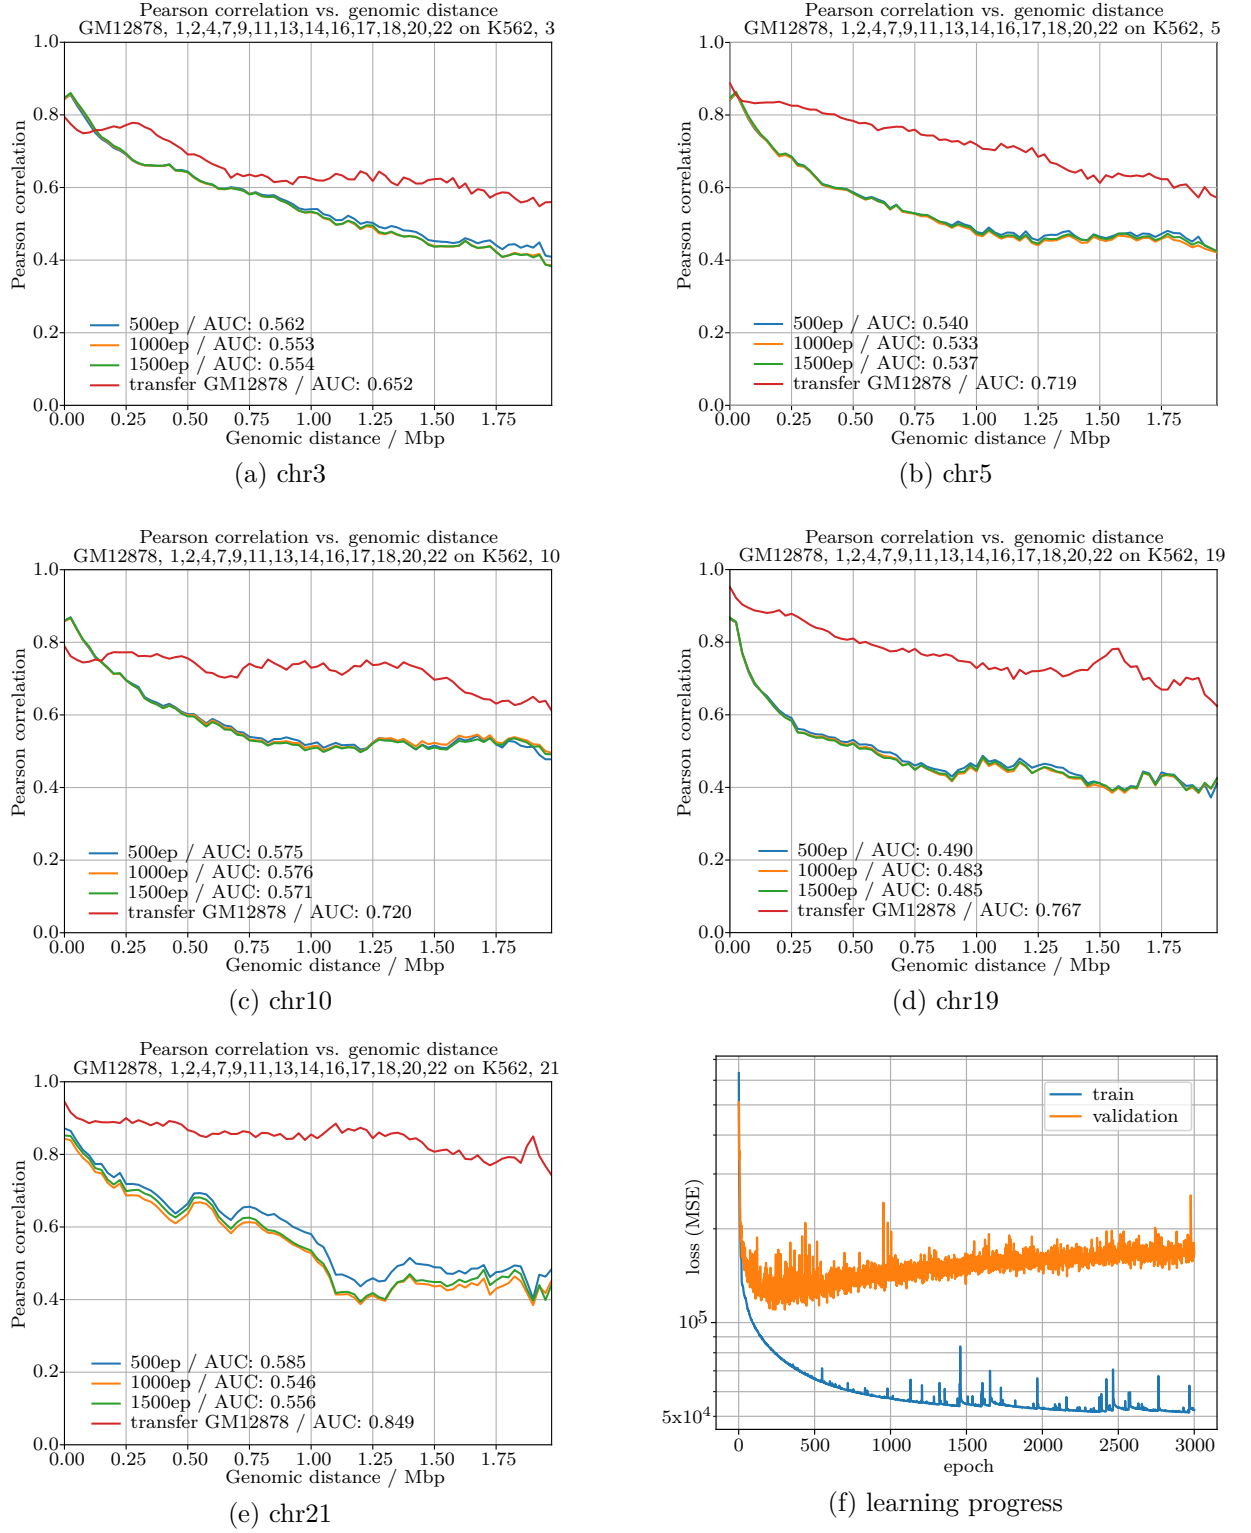 Pearson correlation vs. genomic distance
GM12878, 1,2,4,7,9,11,13,14,16,17,18,20,22 on K562, 3
1.0
0.8
0.6
0.4
0.2
0.0
Pearson correlation
500ep / AUC: 0.562
1000ep / AUC: 0.553
1500ep / AUC: 0.554
transfer GM12878 / AUC: 0.652
0.00 0.25 0.50 0.75 1.00 1.25 1.50 1.75
Genomic distance / Mbp
(a) chr3
Pearson correlation vs. genomic distance
GM12878, 1,2,4,7,9,11,13,14,16,17,18,20,22 on K562, 5
1.0
0.8
0.6
0.4
0.2
0.0
Pearson correlation
500ep / AUC: 0.540
1000ep / AUC: 0.533
1500ep / AUC: 0.537
transfer GM12878 / AUC: 0.719
0.00 0.25 0.50 0.75 1.00 1.25 1.50 1.75
Genomic distance / Mbp
(b) chr5
Pearson correlation vs. genomic distance
GM12878, 1,2,4,7,9,11,13,14,16,17,18,20,22 on K562, 10
1.0
0.8
0.6
0.4
0.2
0.0
Pearson correlation
500ep / AUC: 0.575
1000ep / AUC: 0.576
1500ep / AUC: 0.571
transfer GM12878 / AUC: 0.720
0.00 0.25 0.50 0.75 1.00 1.25 1.50 1.75
Genomic distance / Mbp
(c) chr10
Pearson correlation vs. genomic distance
GM12878, 1,2,4,7,9,11,13,14,16,17,18,20,22 on K562, 19
1.0
0.8
0.6
0.4
0.2
0.0
Pearson correlation
500ep / AUC: 0.490
1000ep / AUC: 0.483
1500ep / AUC: 0.485
transfer GM12878 / AUC: 0.767
0.00 0.25 0.50 0.75 1.00 1.25 1.50 1.75
Genomic distance / Mbp
(d) chr19
Pearson correlation vs. genomic distance
GM12878, 1,2,4,7,9,11,13,14,16,17,18,20,22 on K562, 21
1.0
0.8
0.6
0.4
0.2
0.0
Pearson correlation
500ep / AUC: 0.585
1000ep / AUC: 0.546
1500ep / AUC: 0.556
transfer GM12878 / AUC: 0.849
0.00 0.25 0.50 0.75 1.00 1.25 1.50 1.75
Genomic distance / Mbp
(e) chr21
train
validation
loss (MSE)
10⁵
5x10⁴
0 500 1000 1500 2000 2500 3000
epoch
(f) learning progress